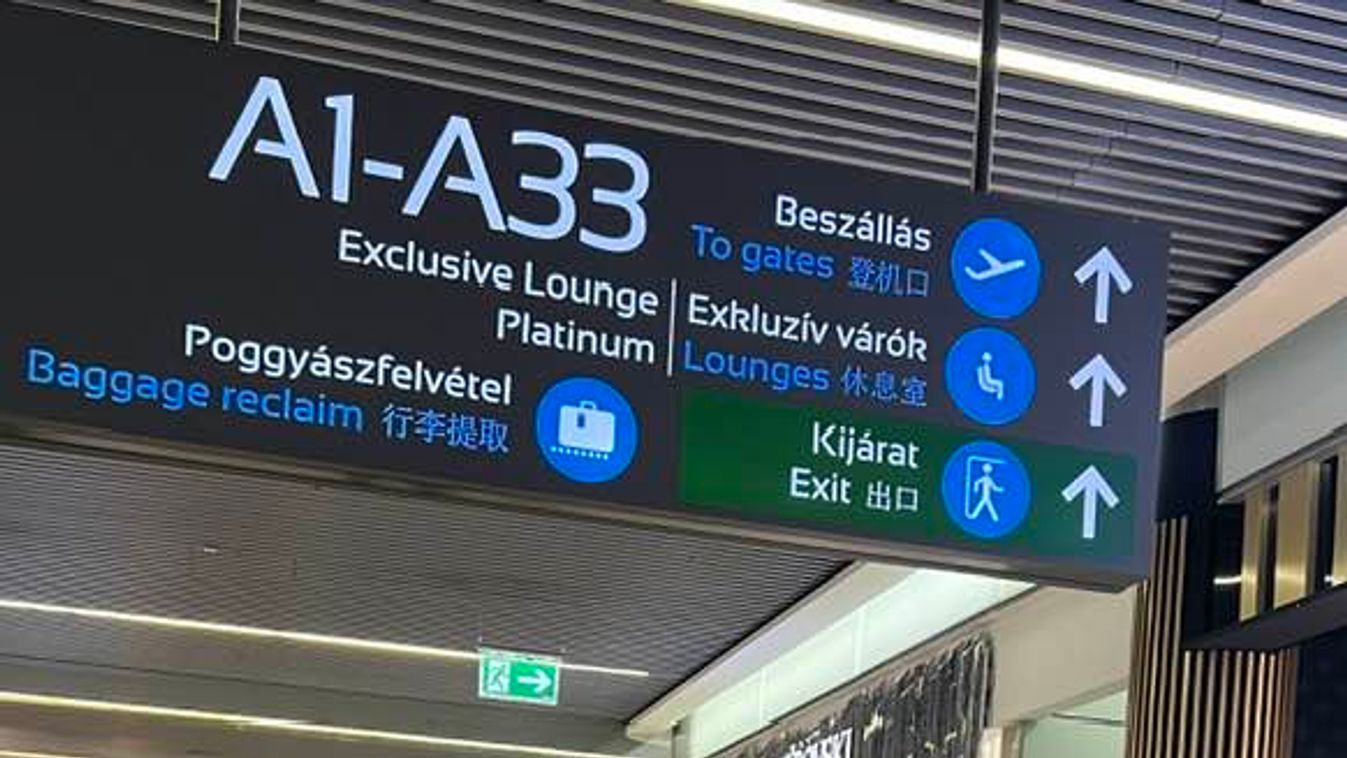 A1-A33
Beszállás
To gates 登机口
Exclusive Lounge
Platinum
Exkluzív várók
Lounges 休息室
Poggyászfelvétel
Baggage reclaim 行李提取
Kijárat
Exit 出口